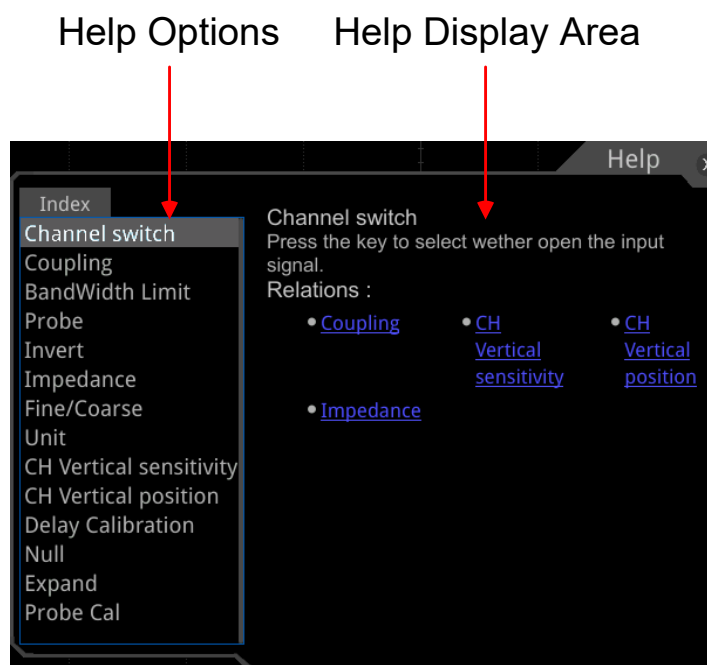 Help Options Help Display Area
Help x
Index
Channel switch
Coupling
BandWidth Limit
Probe
Invert
Impedance
Fine/Coarse
Unit
CH Vertical sensitivity
CH Vertical position
Delay Calibration
Null
Expand
Probe Cal
Channel switch
Press the key to select wether open the input
signal.
Relations :
• Coupling • CH • CH
Vertical Vertical
sensitivity position
• Impedance